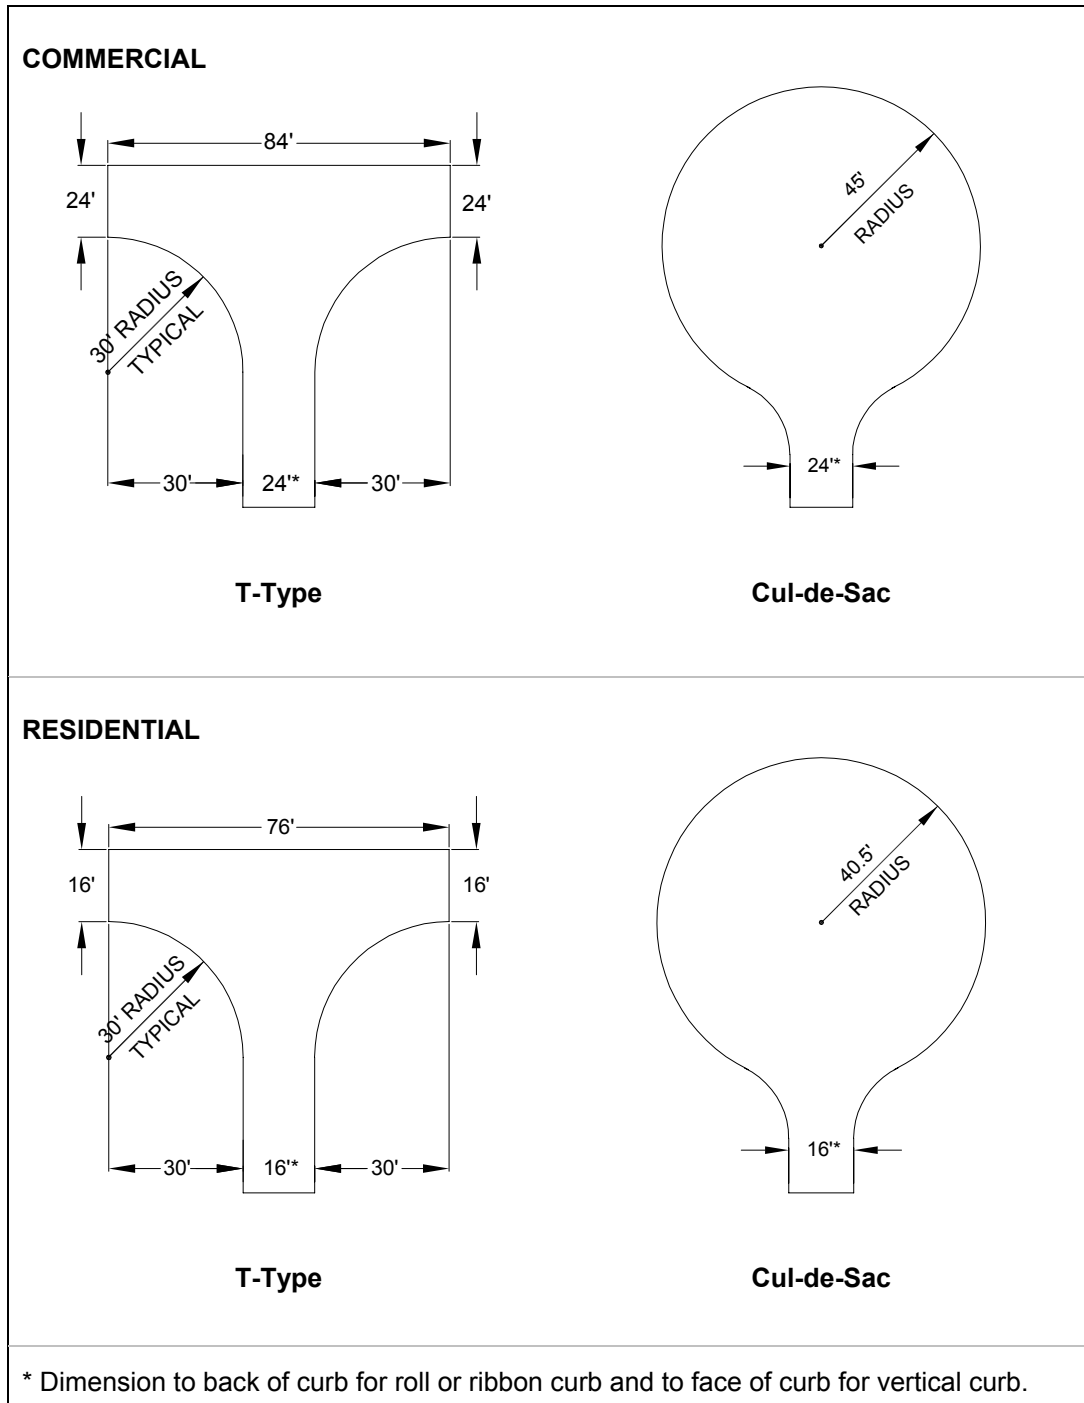 COMMERCIAL
84'
24'
24'
30' RADIUS
TYPICAL
30'
24'*
30'
T-Type
45'
RADIUS
24'*
Cul-de-Sac
RESIDENTIAL
76'
16'
16'
30' RADIUS
TYPICAL
30'
16'*
30'
T-Type
40.5'
RADIUS
16'*
Cul-de-Sac
* Dimension to back of curb for roll or ribbon curb and to face of curb for vertical curb.